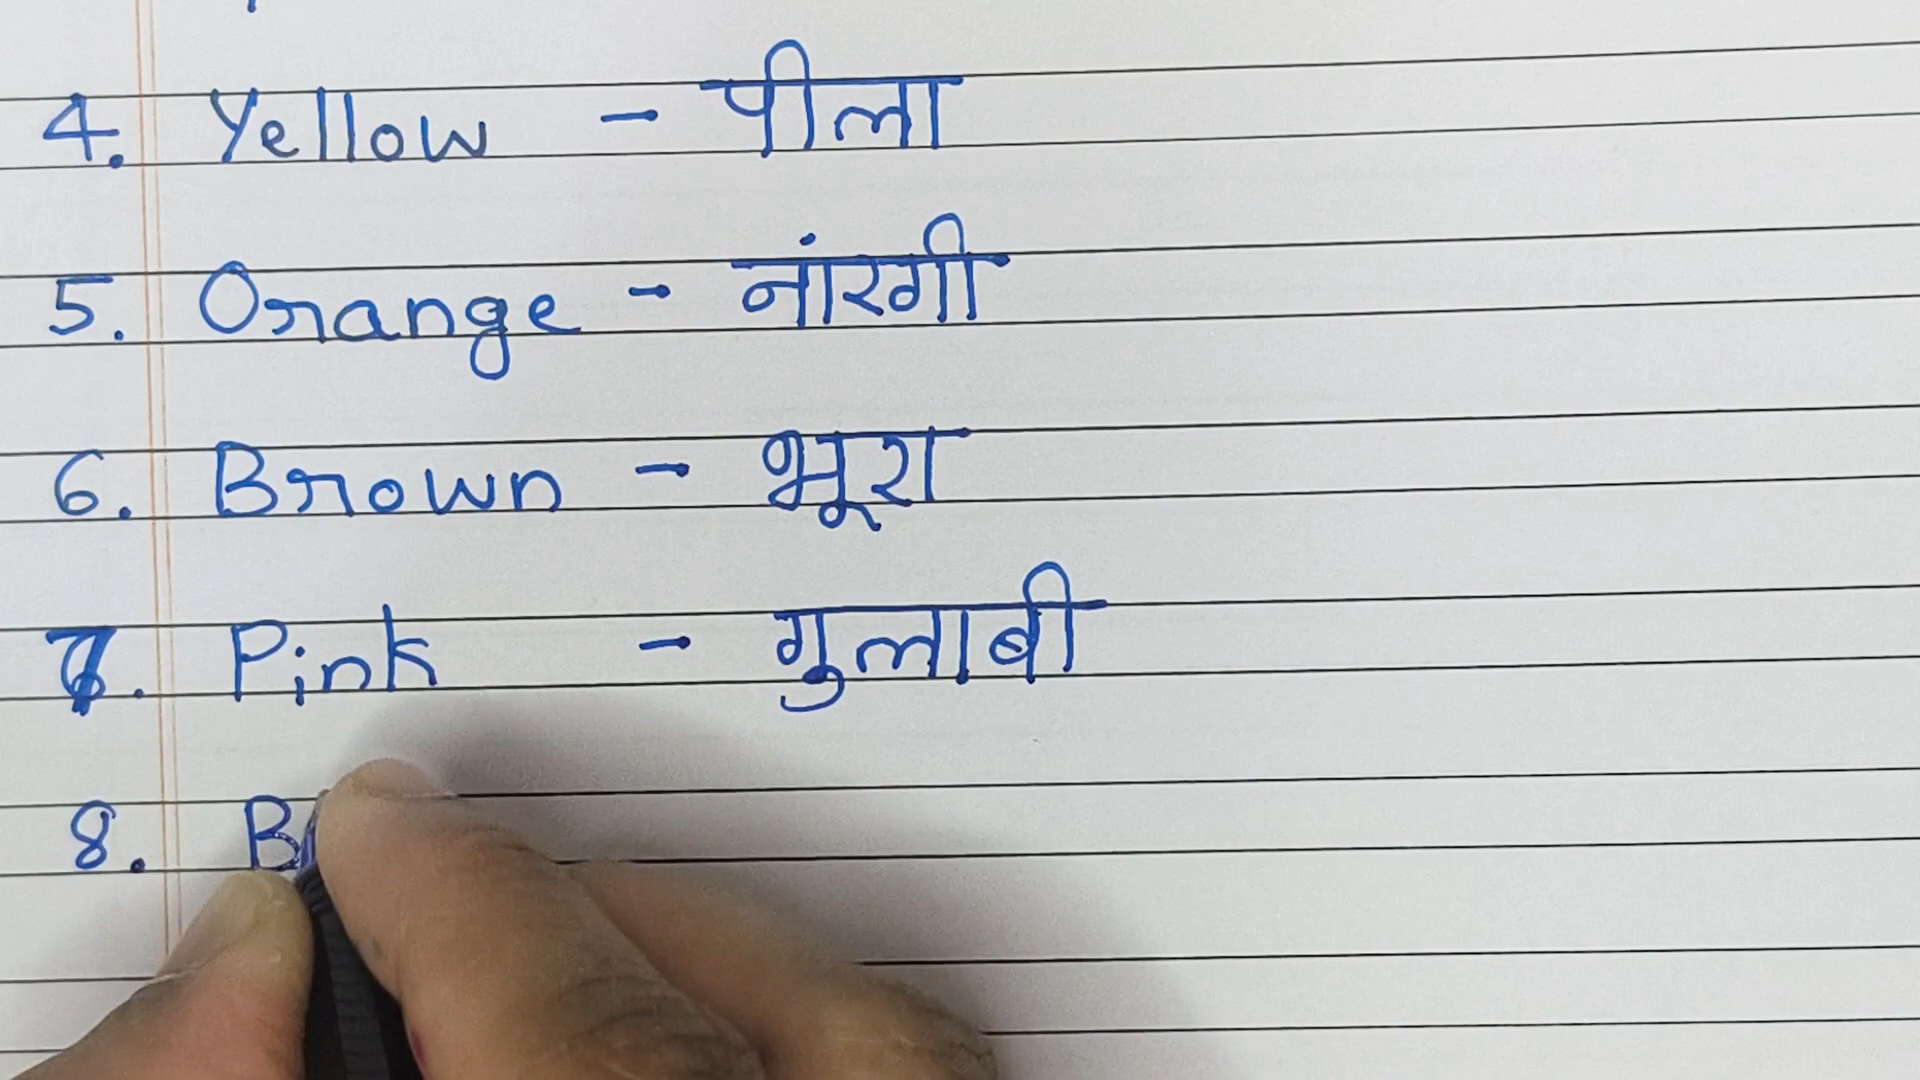 4. Yellow - पीला
5. Orange - नांरगी
6. Brown - भूरा
7. Pink - गुलाबी
8. B